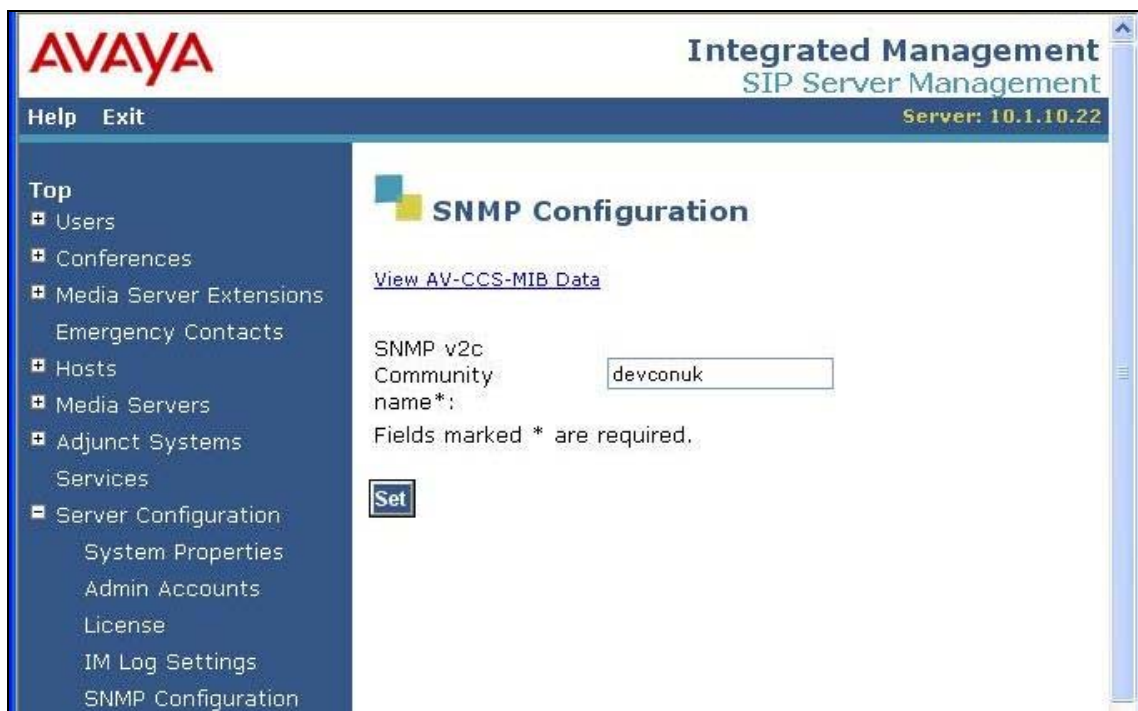 AVAYA
Integrated Management
SIP Server Management
Help Exit
Server: 10.1.10.22
Top
Users
Conferences
Media Server Extensions
Emergency Contacts
Hosts
Media Servers
Adjunct Systems
Services
Server Configuration
System Properties
Admin Accounts
License
IM Log Settings
SNMP Configuration
SNMP Configuration
View AV-CCS-MIB Data
SNMP v2c
Community
name*:
devconuk
Fields marked * are required.
Set